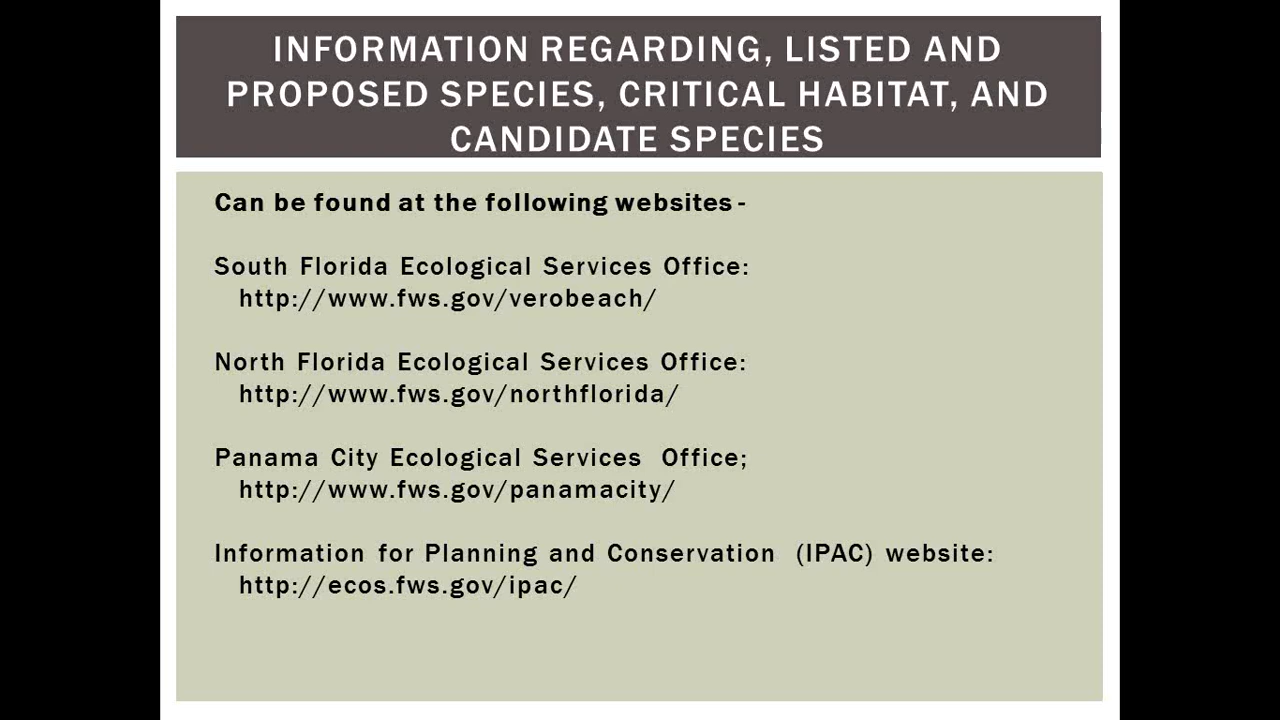 INFORMATION REGARDING, LISTED AND
PROPOSED SPECIES, CRITICAL HABITAT, AND
CANDIDATE SPECIES
Can be found at the following websites -
South Florida Ecological Services Office:
http://www.fws.gov/verobeach/
North Florida Ecological Services Office:
http://www.fws.gov/northflorida/
Panama City Ecological Services  Office;
http://www.fws.gov/panamacity/
Information for Planning and Conservation  (IPAC) website:
http://ecos.fws.gov/ipac/